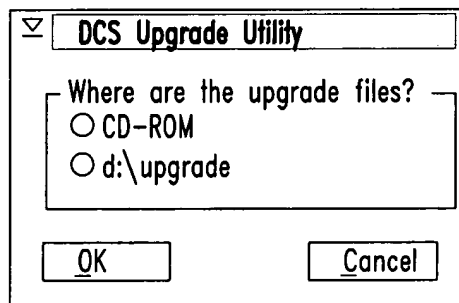 DCS Upgrade Utility
Where are the upgrade files?
CD-ROM
d:\upgrade
OK
Cancel